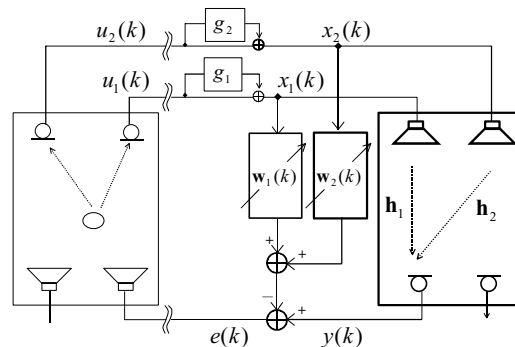 u₂(k) g₂ x₂(k)
u₁(k) g₁ x₁(k)
w₁(k) w₂(k) h₁ h₂
+ +
− +
e(k) y(k)